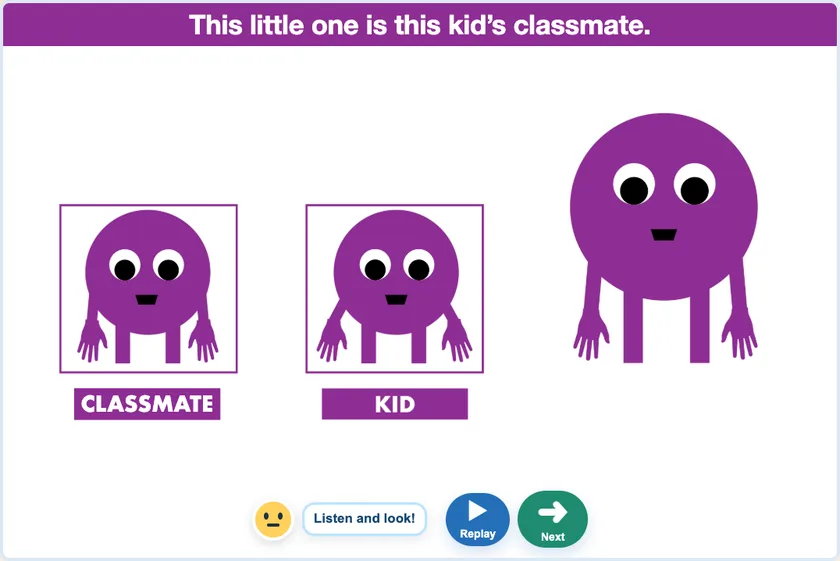 This little one is this kid’s classmate.
CLASSMATE
KID
Listen and look!
Replay
Next